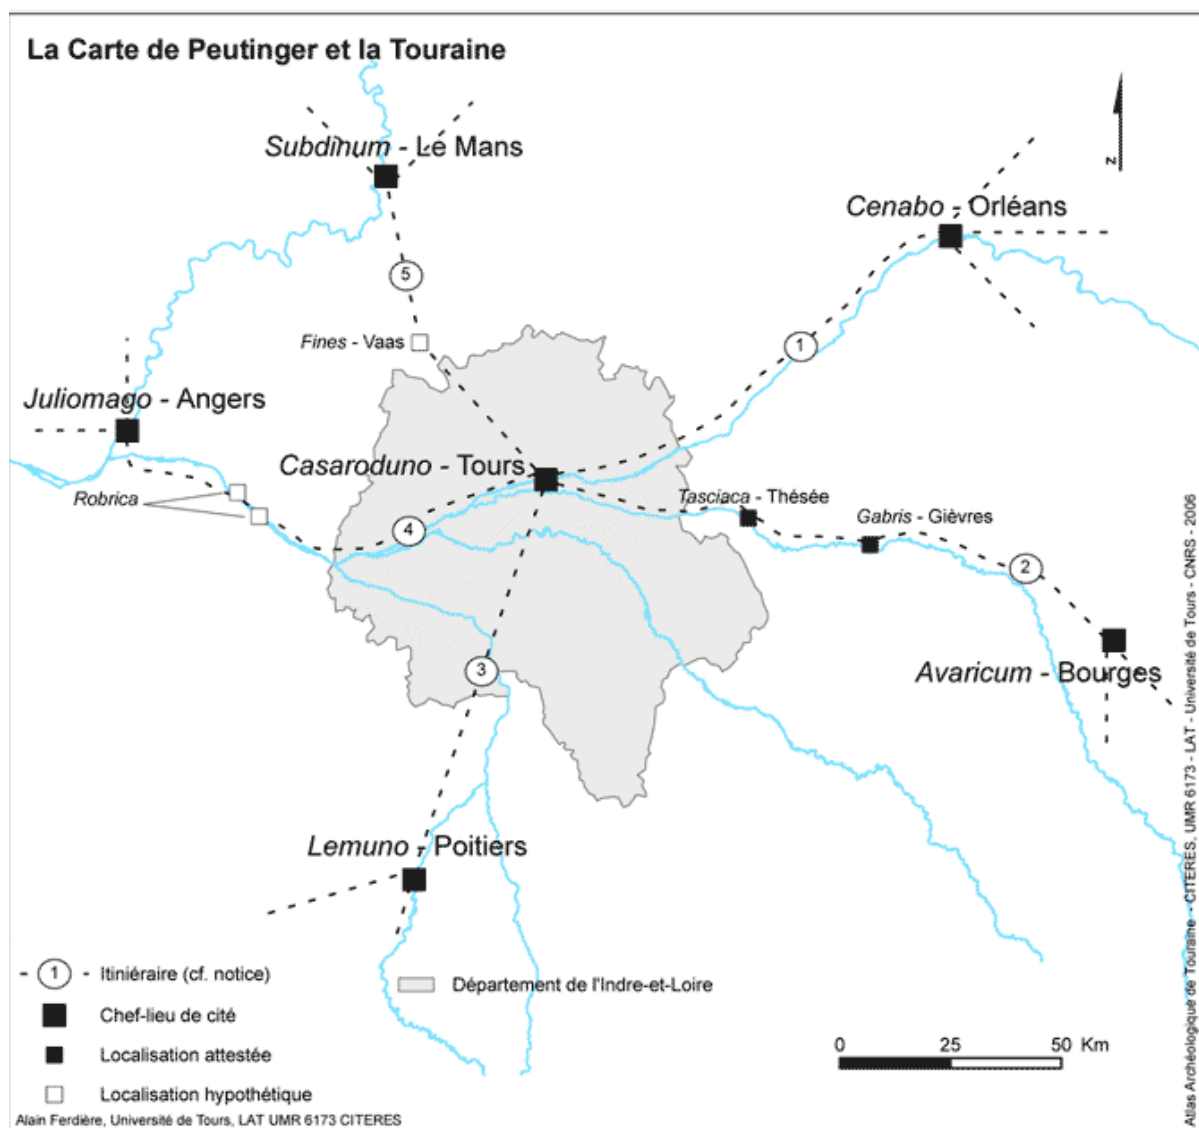 La Carte de Peutinger et la Touraine
Subdinum - Le Mans
N
Cenabo - Orléans
5
Fines - Vaas
1
Juliomago - Angers
Casaroduno - Tours
Robrica
Tasciaca - Thésée
Gabris - Gièvres
4
2
3
Avaricum - Bourges
Lemuno - Poitiers
1 - Itiniéraire (cf. notice)
Chef-lieu de cité
Localisation attestée
Localisation hypothétique
Département de l'Indre-et-Loire
0 25 50 Km
Alain Ferdière, Université de Tours, LAT UMR 6173 CITERES
Atlas Archéologique de Touraine - CITERES, UMR 6173 - LAT - Université de Tours - CNRS - 2006